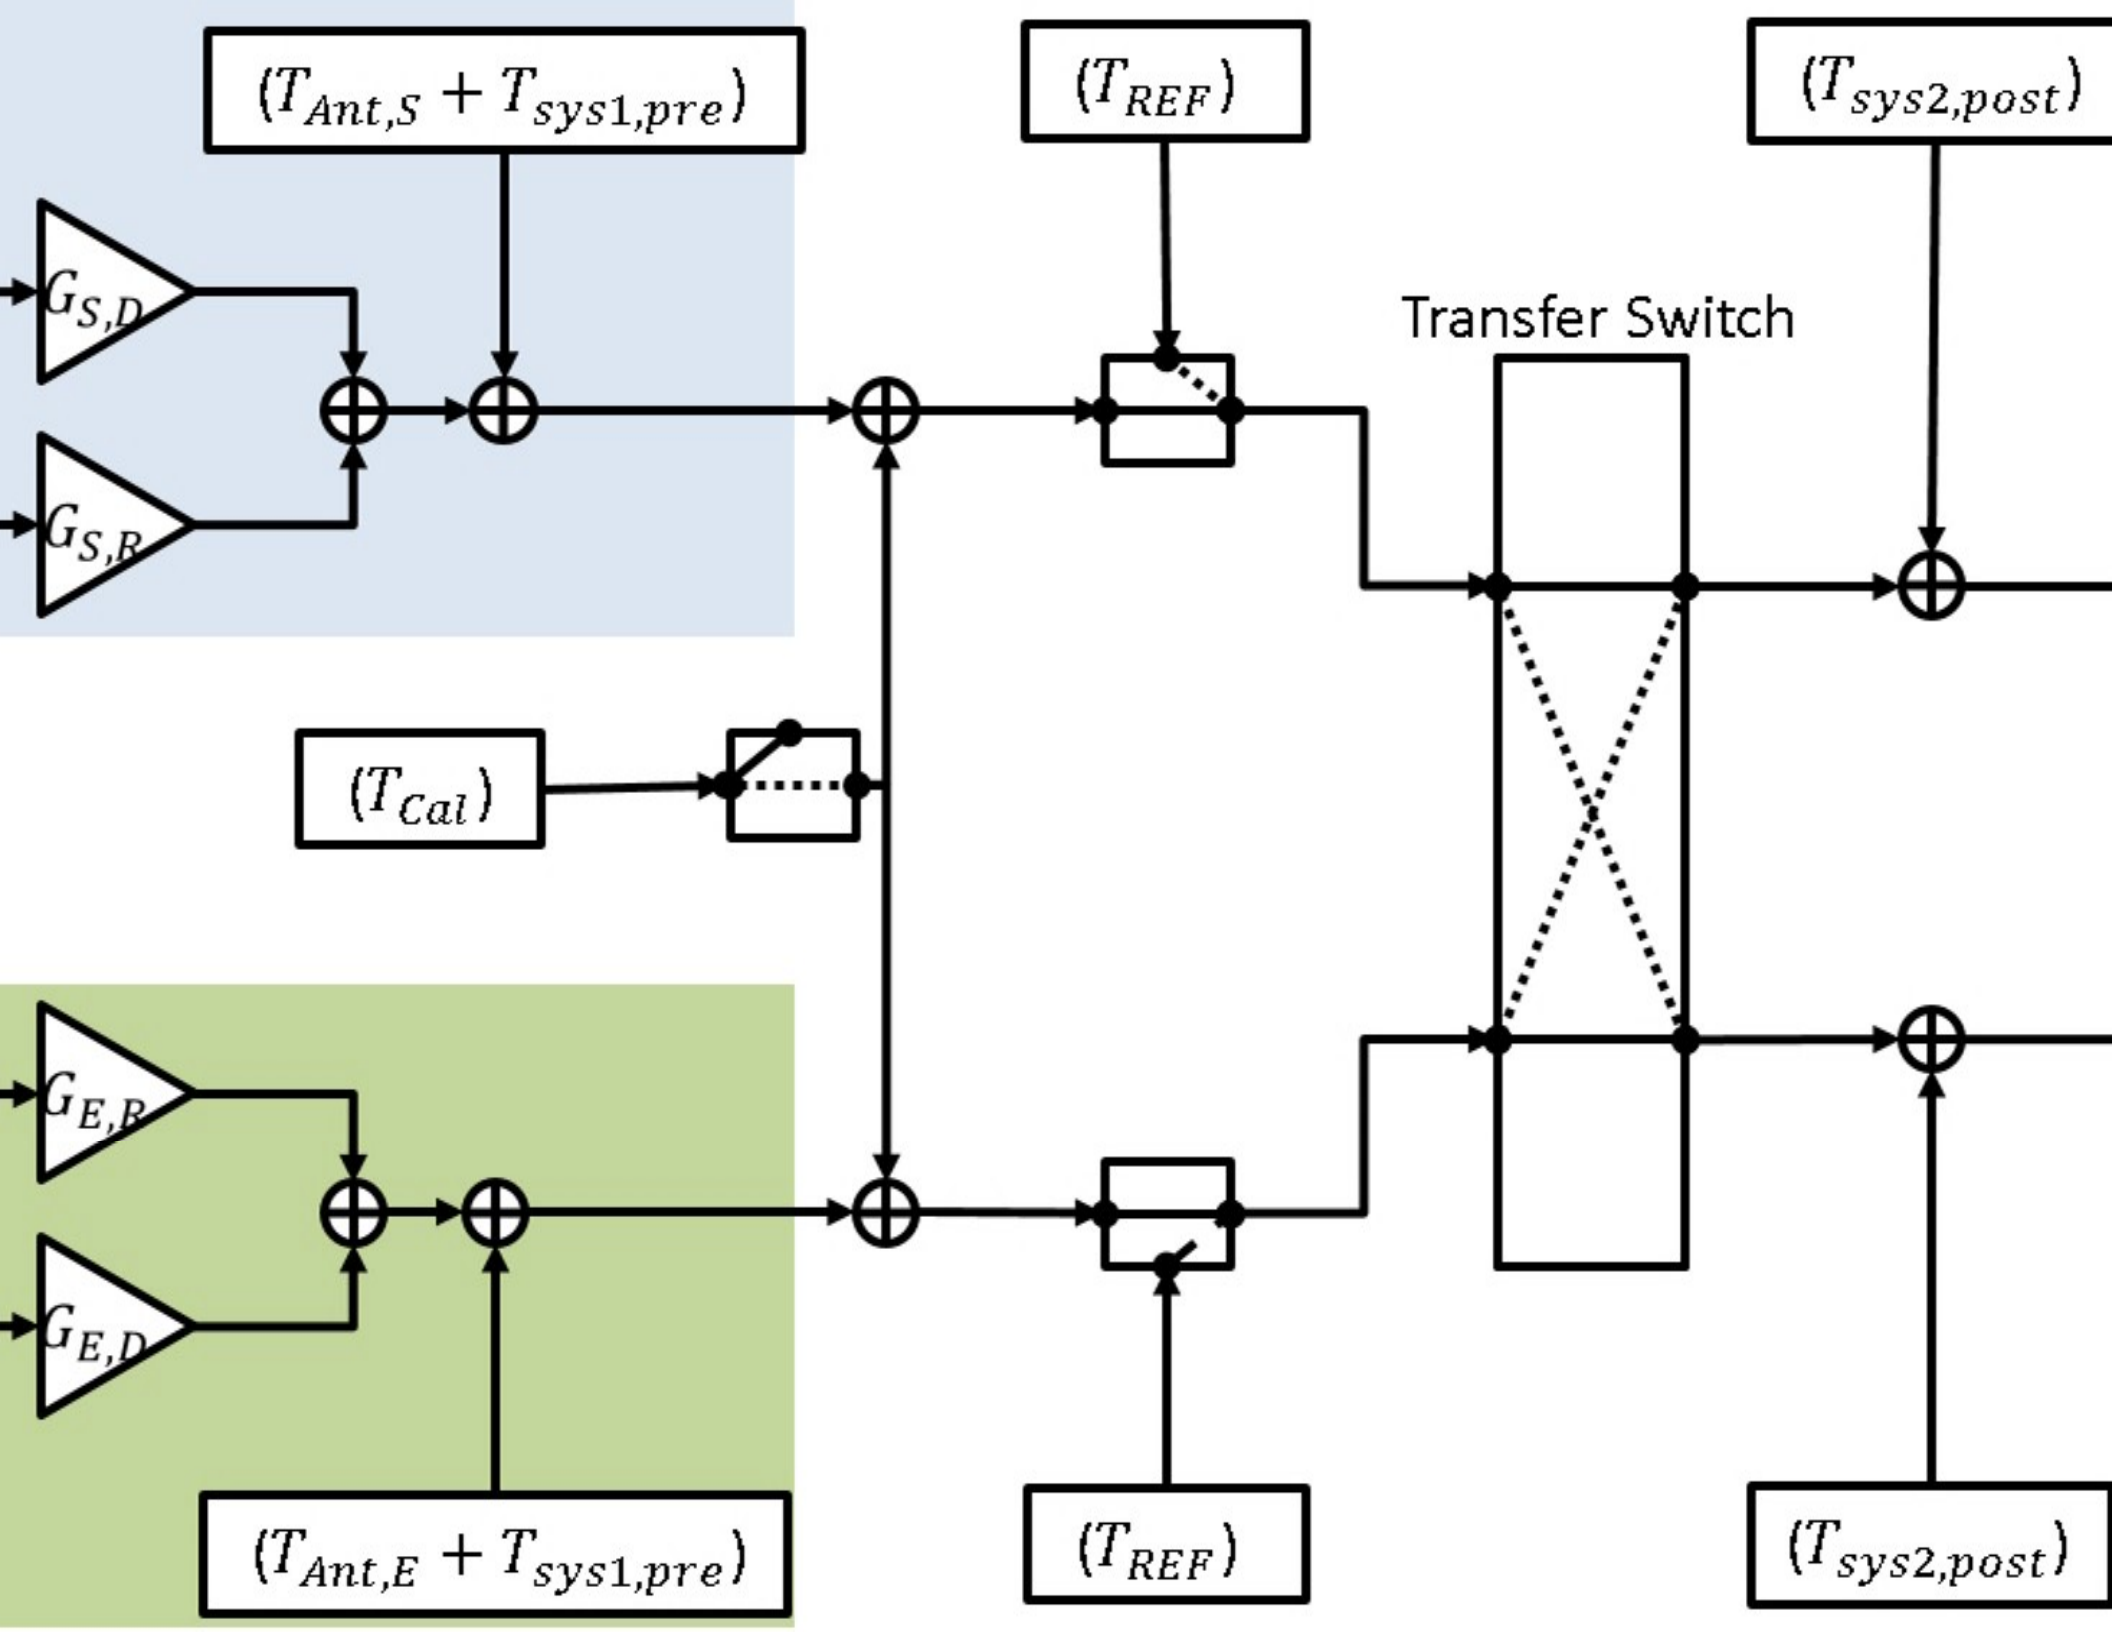 (T_{Ant,S} + T_{sys1,pre})
(T_{REF})
(T_{sys2,post})
G_{S,D}
Transfer Switch
G_{S,R}
(T_{Cal})
G_{E,R}
G_{E,D}
(T_{Ant,E} + T_{sys1,pre})
(T_{REF})
(T_{sys2,post})